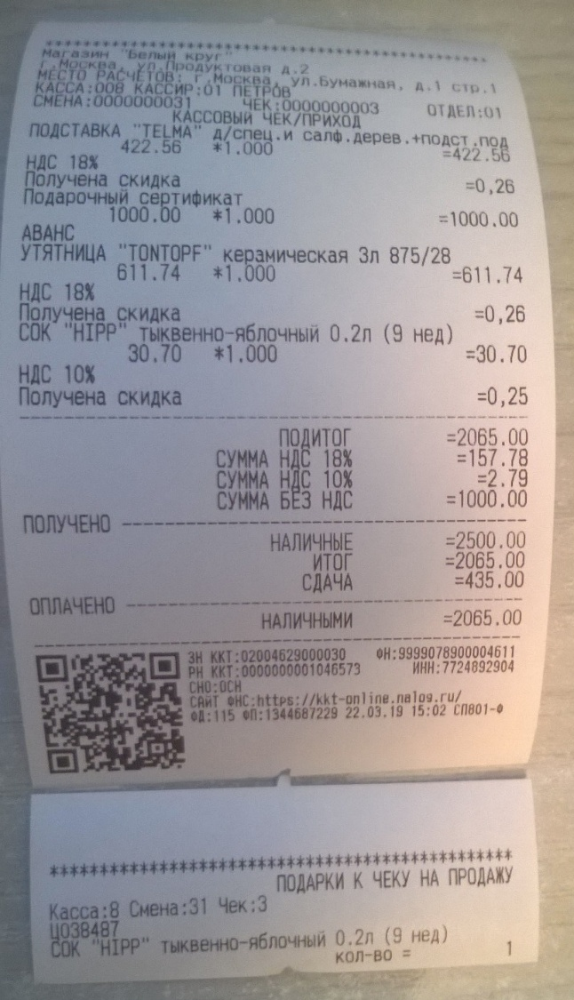 ************************************************
Магазин "Белый круг"
г.Москва, ул.Продуктовая д.2
МЕСТО РАСЧЕТОВ: г.Москва, ул.Бумажная, д.1 стр.1
КАССА:008 КАССИР:01 ПЕТРОВ
СМЕНА:0000000031 ЧЕК:0000000003 ОТДЕЛ:01
КАССОВЫЙ ЧЕК/ПРИХОД
ПОДСТАВКА "TELMA" д/спец.и салф.дерев.+подст.под
422.56 *1.000 =422.56
НДС 18%
Получена скидка =0,26
Подарочный сертификат
1000.00 *1.000 =1000.00
АВАНС
УТЯТНИЦА "TONTOPF" керамическая 3л 875/28
611.74 *1.000 =611.74
НДС 18%
Получена скидка =0,26
СОК "HIPP" тыквенно-яблочный 0.2л (9 нед)
30.70 *1.000 =30.70
НДС 10%
Получена скидка =0,25
ПОДИТОГ =2065.00
СУММА НДС 18% =157.78
СУММА НДС 10% =2.79
СУММА БЕЗ НДС =1000.00
ПОЛУЧЕНО
НАЛИЧНЫЕ =2500.00
ИТОГ =2065.00
СДАЧА =435.00
ОПЛАЧЕНО
НАЛИЧНЫМИ =2065.00
ЗН ККТ:02004629000030 ФН:9999078900004611
РН ККТ:0000000001046573 ИНН:7724892904
СНО:ОСН
САЙТ ФНС:https://kkt-online.nalog.ru/
ФД:115 ФП:1344687229 22.03.19 15:02 СП801-Ф
************************************************
ПОДАРКИ К ЧЕКУ НА ПРОДАЖУ
Касса:8 Смена:31 Чек:3
Ц038487
СОК "HIPP" тыквенно-яблочный 0.2л (9 нед)
кол-во = 1